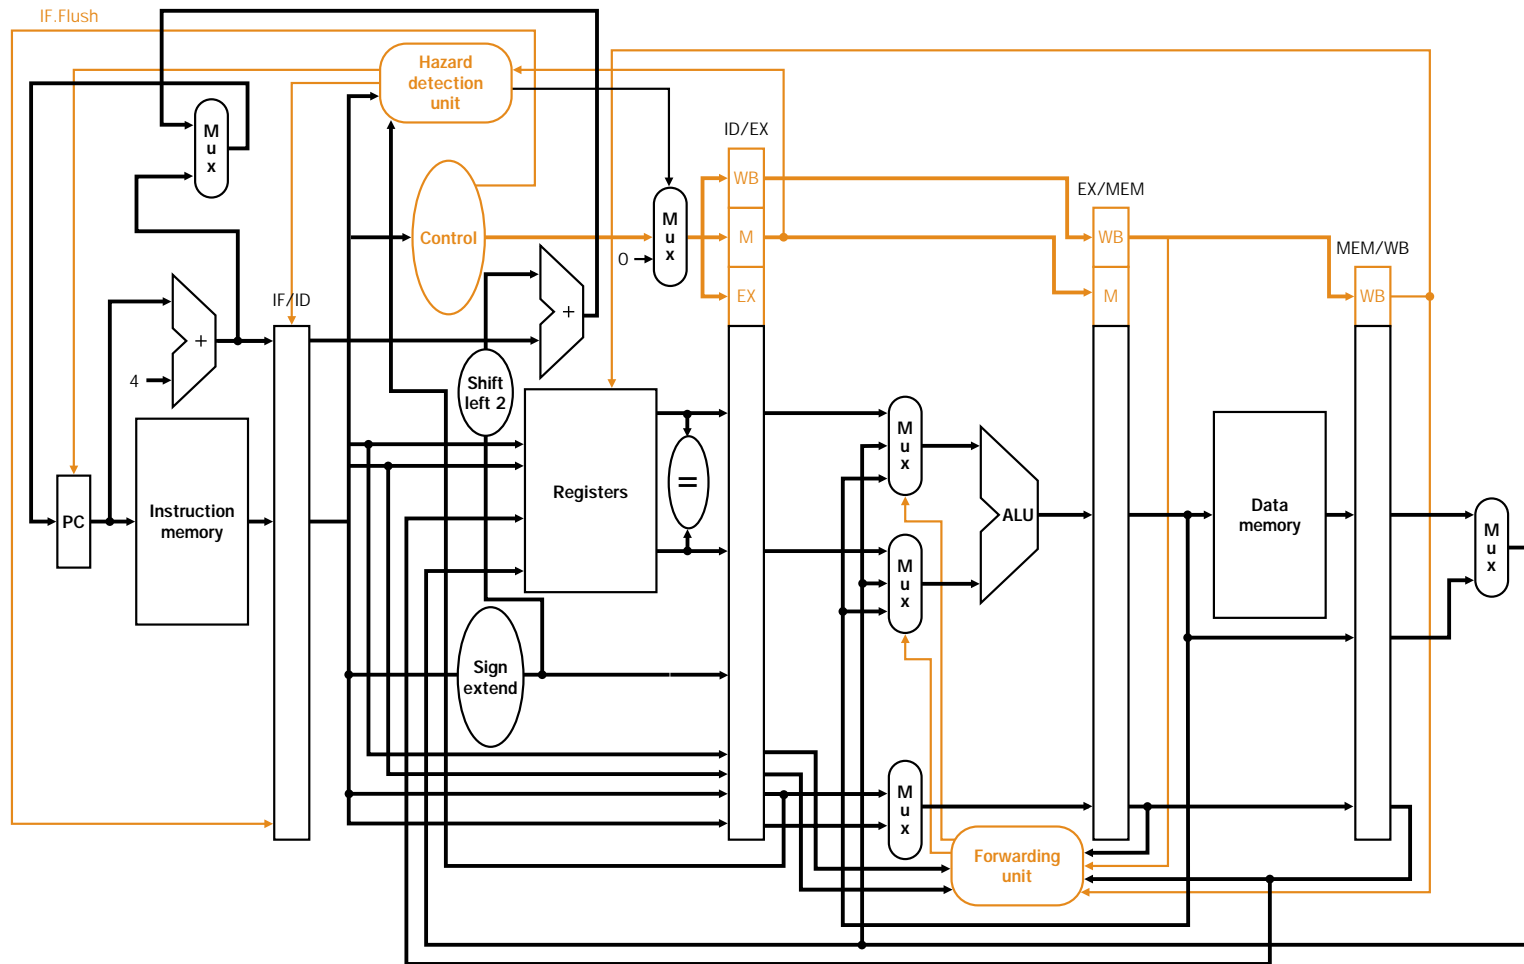 IF.Flush
Hazard
detection
unit
M
u
x
ID/EX
WB
EX/MEM
M
u
x
Control
M
WB
MEM/WB
0
IF/ID
EX
M
WB
+
+
4
Shift
left 2
M
u
x
Registers
=
PC
Instruction
memory
ALU
Data
memory
M
u
x
M
u
x
Sign
extend
M
u
x
Forwarding
unit